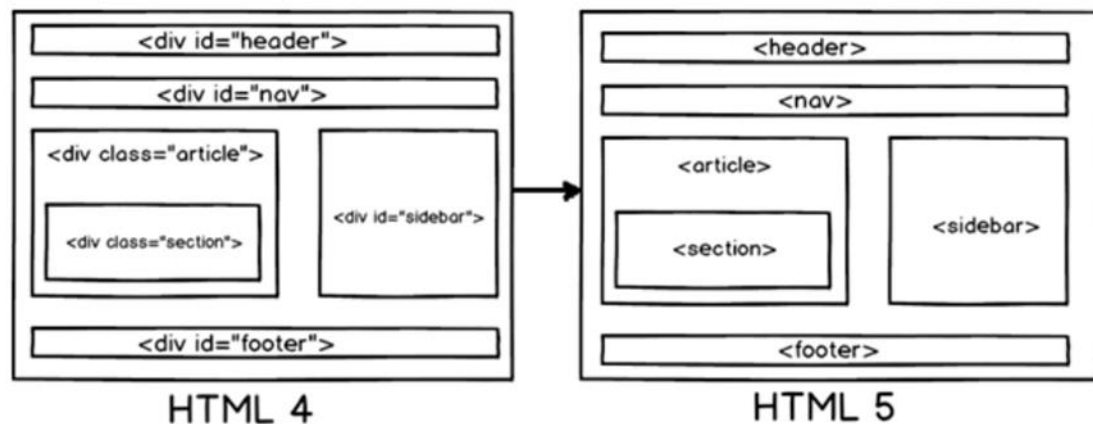 <div id="header">
<div id="nav">
<div class="article">
<div class="section">
<div id="sidebar">
<div id="footer">
HTML 4
<header>
<nav>
<article>
<section>
<sidebar>
<footer>
HTML 5